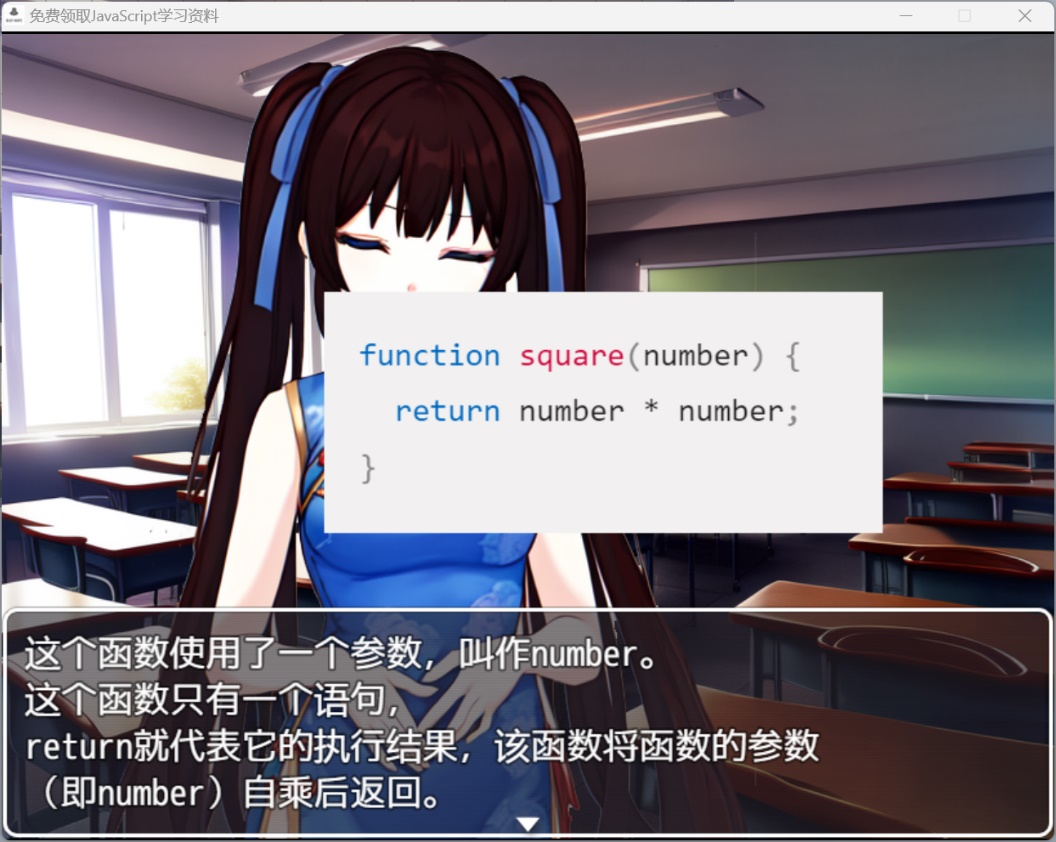 免费领取JavaScript学习资料
function square(number) {
return number * number;
}
这个函数使用了一个参数，叫作number。
这个函数只有一个语句，
return就代表它的执行结果，该函数将函数的参数
（即number）自乘后返回。